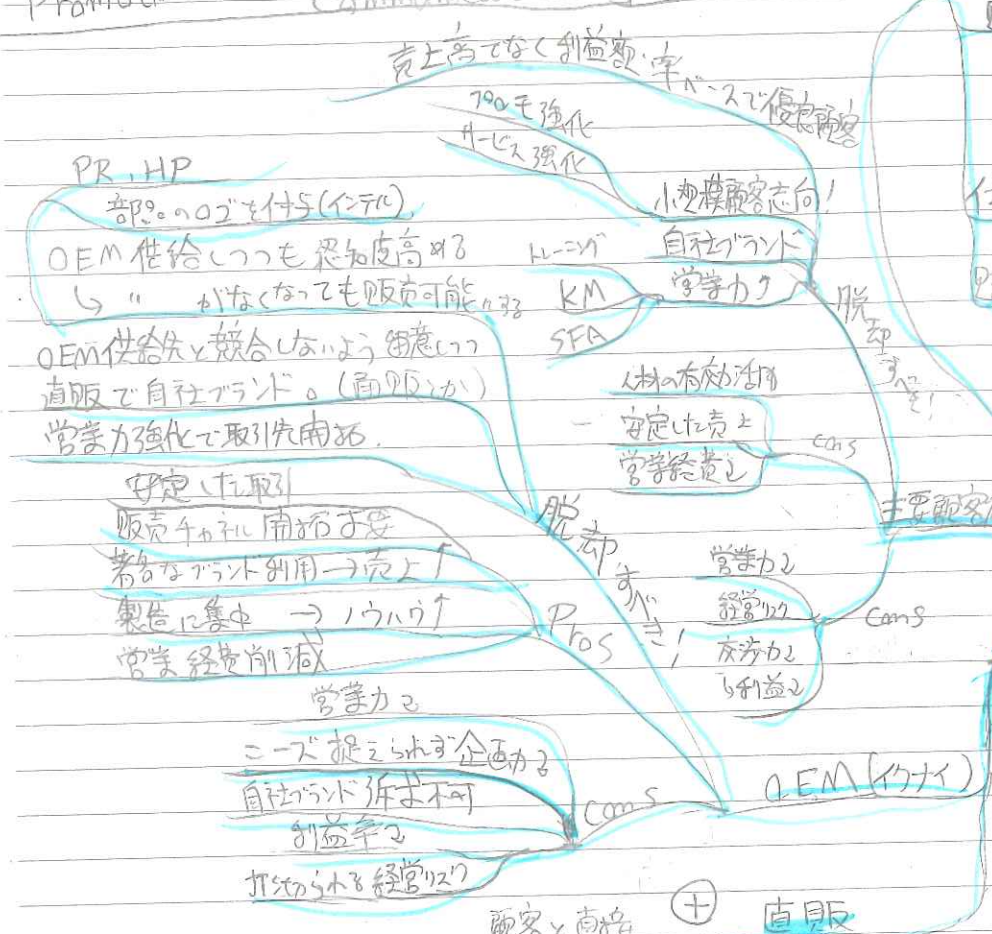 売上高でなく利益額・率ベースで優良顧客
プロモ強化
サービス強化
小規模顧客志向!
自社ブランド
営業力↑
トレーニング
KM
SFA
脱却すべき!
PR, HP
部品のロゴを付与(インテル)
OEM供給しつつも認知度高める
↳ 〃 がなくなっても販売可能にする
OEM供給先と競合しないよう留意しつつ
直販で自社ブランド。(直販とか)
営業力強化で取引先開拓.
人材の有効活用
安定した売上
営業経費↓
cons
主要顧客
営業力↓
経営リスク
交渉力↓
↳利益↓
cons
脱却すべき!
安定した取引
販売チャネル開拓不要
著名なブランド利用→売上↑
製造に集中 → ノウハウ↑
営業経費削減
Pros
営業力↓
ニーズ捉えられず企画力↓
自社ブランド訴求不可
利益率↓
打ち切られる経営リスク
cons
OEM(イクナイ)
顧客と直接
+
直販